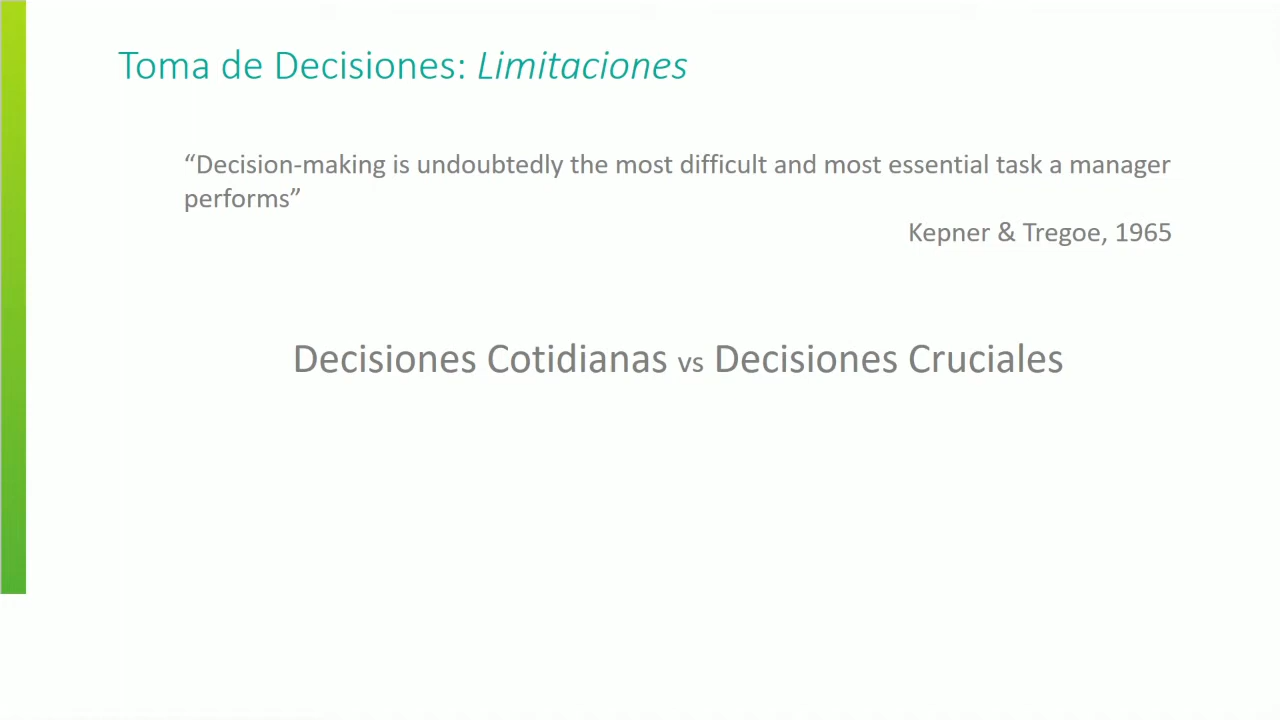 Toma de Decisiones: Limitaciones
“Decision-making is undoubtedly the most difficult and most essential task a manager
performs”
Kepner & Tregoe, 1965
Decisiones Cotidianas vs Decisiones Cruciales